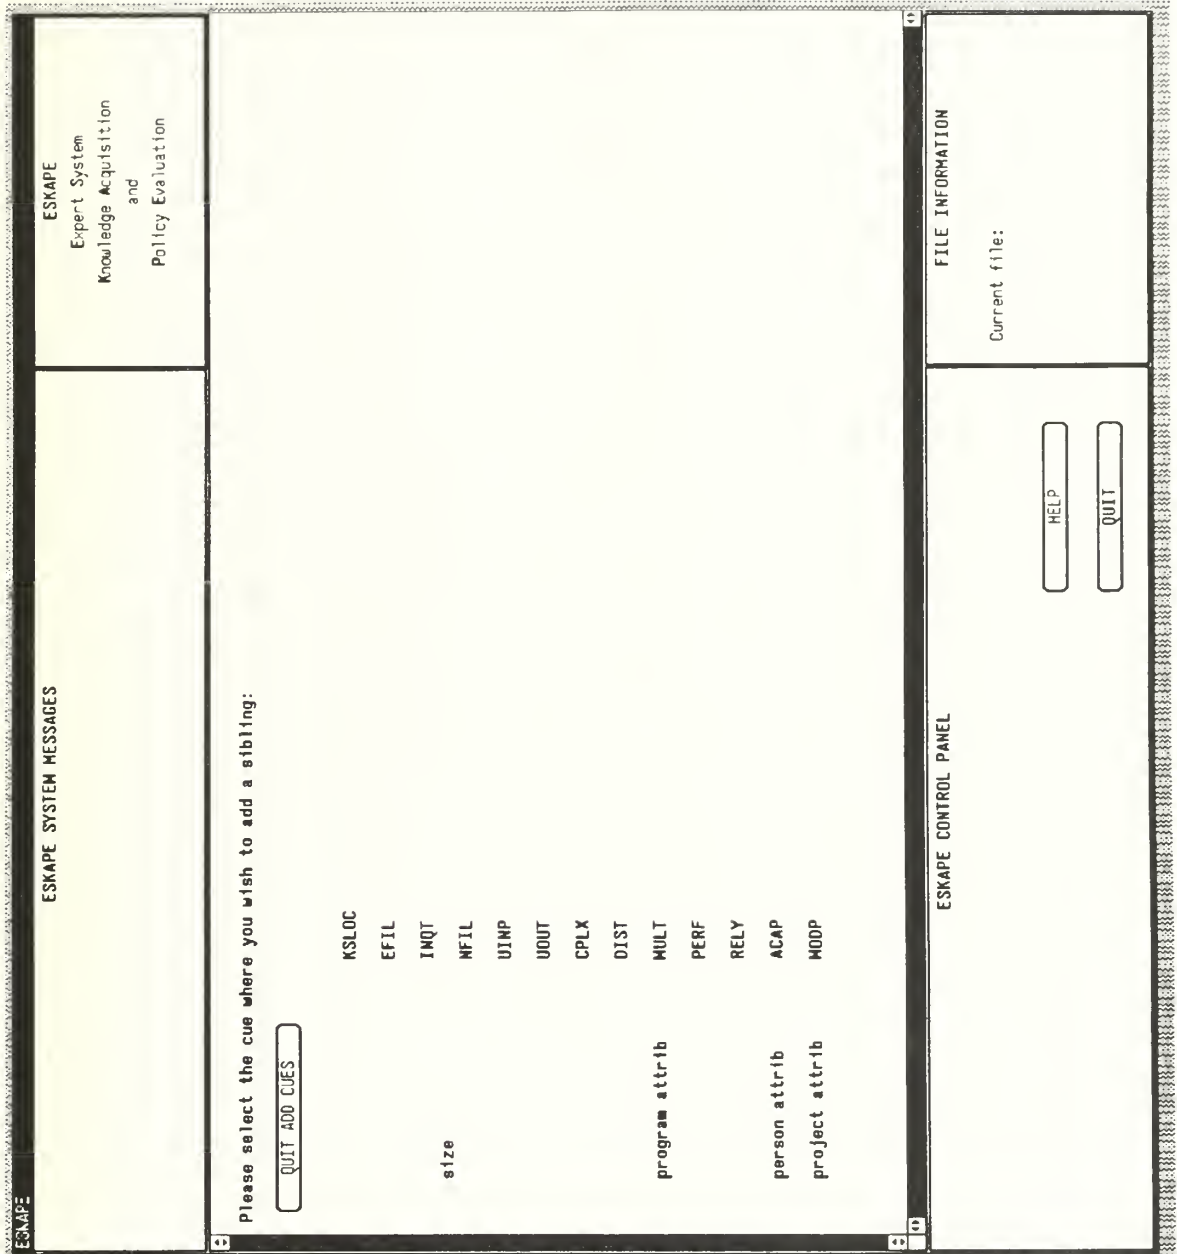 ESKAPE
ESKAPE SYSTEM MESSAGES
ESKAPE
Expert System
Knowledge Acquisition
and
Policy Evaluation
Please select the cue where you wish to add a sibling:
QUIT ADD CUES
KSLOC
EFIL
INQT
size NFIL
UINP
UOUT
CPLX
DIST
program attrib MULT
PERF
RELY
person attrib ACAP
project attrib MODP
ESKAPE CONTROL PANEL
HELP
QUIT
FILE INFORMATION
Current file: